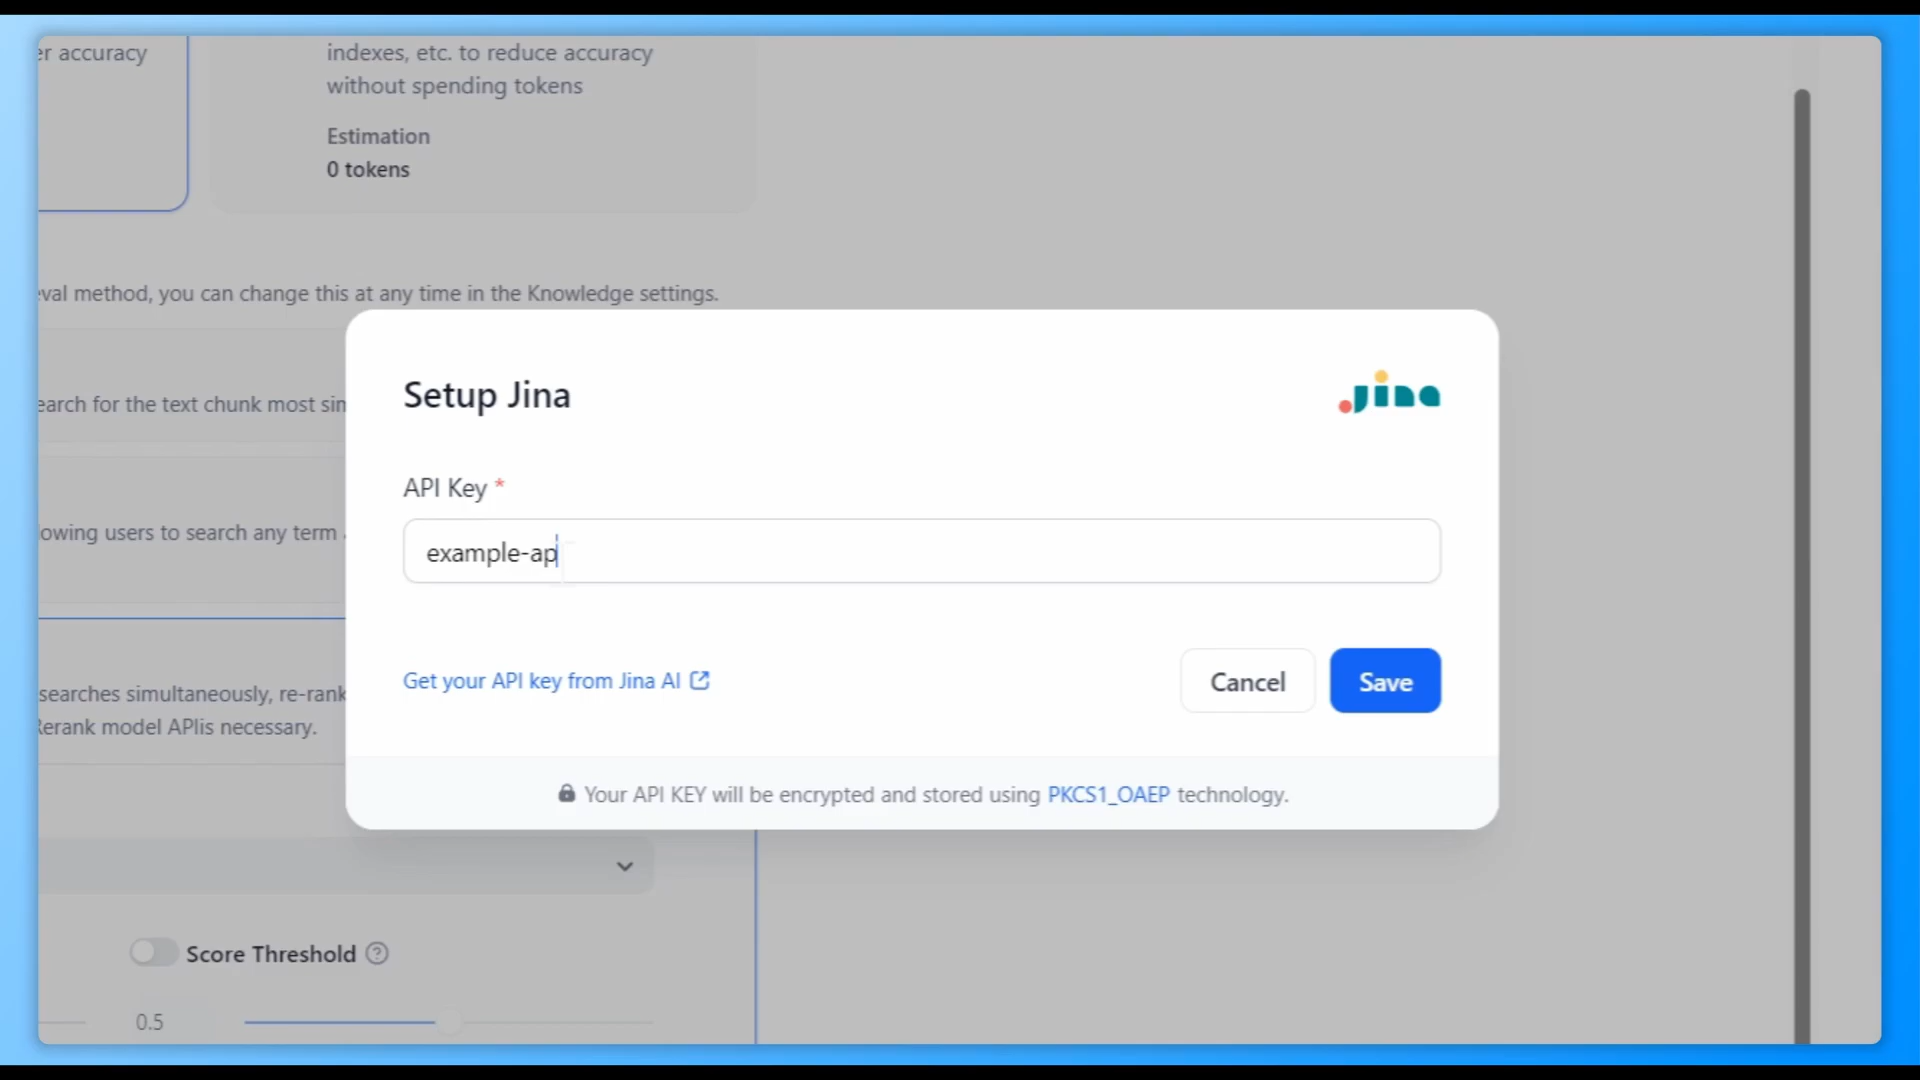 er accuracy
indexes, etc. to reduce accuracy
without spending tokens
Estimation
0 tokens
eval method, you can change this at any time in the Knowledge settings.
earch for the text chunk most sim
lowing users to search any term
searches simultaneously, re-rank
Rerank model APIis necessary.
Setup Jina
Jina
API Key *
example-ap
Get your API key from Jina AI
Cancel
Save
Your API KEY will be encrypted and stored using PKCS1_OAEP technology.
Score Threshold
0.5